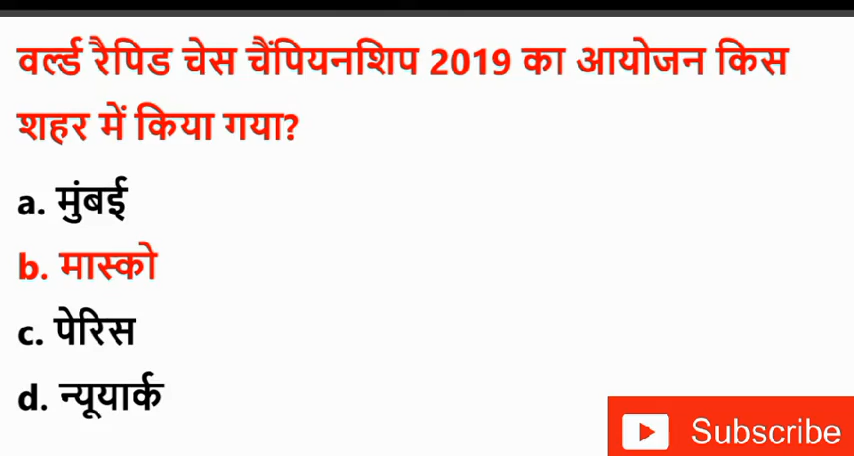 वर्ल्ड रैपिड चेस चैंपियनशिप 2019 का आयोजन किस
शहर में किया गया?
a. मुंबई
b. मास्को
c. पेरिस
d. न्यूयार्क
Subscribe